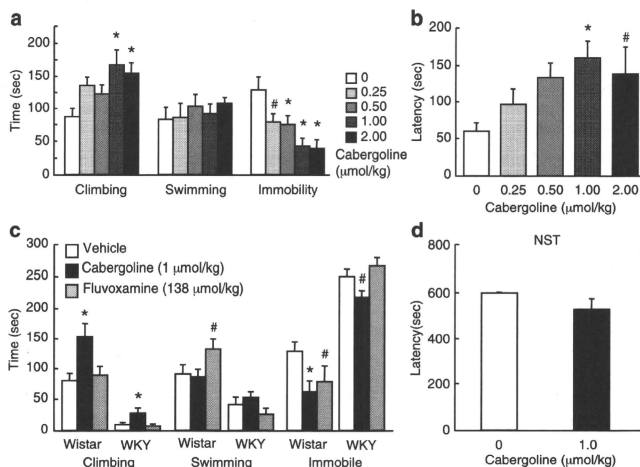 a
200
150
100
50
0
Time (sec)
Climbing Swimming Immobility
* * # * * *
0
0.25
0.50
1.00
2.00
Cabergoline
(μmol/kg)
b
200
150
100
50
0
Latency (sec)
* #
0 0.25 0.50 1.00 2.00
Cabergoline (μmol/kg)
c
300
250
200
150
100
50
0
Time (sec)
Vehicle
Cabergoline (1 μmol/kg)
Fluvoxamine (138 μmol/kg)
* * # * # #
Wistar WKY Wistar WKY Wistar WKY
Climbing Swimming Immobile
d
NST
800
600
400
200
0
Latency(sec)
0 1.0
Cabergoline (μmol/kg)